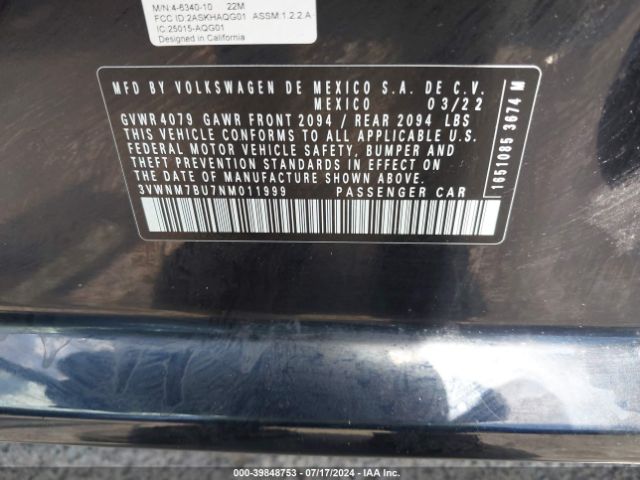 M/N:4-6340-10 22M
FCC ID:2ASKHAQG01 ASSM:1.2.2.A
IC:25015-AQG01
Designed in California
MFD BY VOLKSWAGEN DE MEXICO S.A. DE C.V.
MEXICO 03/22
GVWR 4079 GAWR FRONT 2094 / REAR 2094 LBS
THIS VEHICLE CONFORMS TO ALL APPLICABLE U.S.
FEDERAL MOTOR VEHICLE SAFETY, BUMPER AND
THEFT PREVENTION STANDARDS IN EFFECT ON
THE DATE OF MANUFACTURE SHOWN ABOVE.
3VWNM7BU7NM011999 PASSENGER CAR
1651085 3674 M
000-39848753 - 07/17/2024 - IAA Inc.